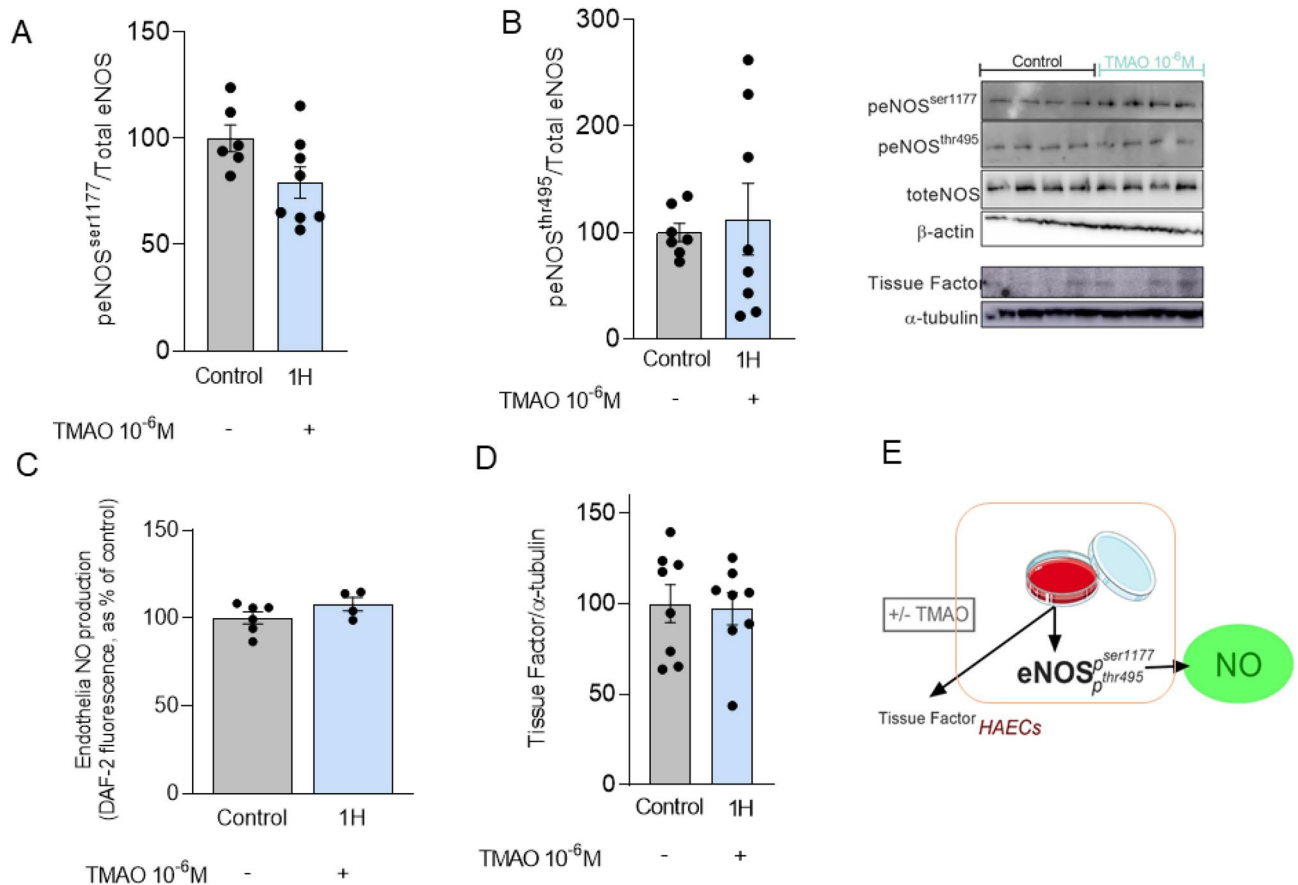 A
peNOS^ser1177/Total eNOS
150
100
50
0
Control
1H
TMAO 10⁻⁶M
-
+
B
peNOS^thr495/Total eNOS
300
200
100
0
Control
1H
TMAO 10⁻⁶M
-
+
Control
TMAO 10⁻⁶M
peNOS^ser1177
peNOS^thr495
toteNOS
β-actin
Tissue Factor
α-tubulin
C
Endothelia NO production
(DAF-2 fluorescence, as % of control)
150
100
50
0
Control
1H
TMAO 10⁻⁶M
-
+
D
Tissue Factor/α-tubulin
150
100
50
0
Control
1H
TMAO 10⁻⁶M
-
+
E
+/- TMAO
eNOS p^ser1177
p^thr495
NO
Tissue Factor
HAECs